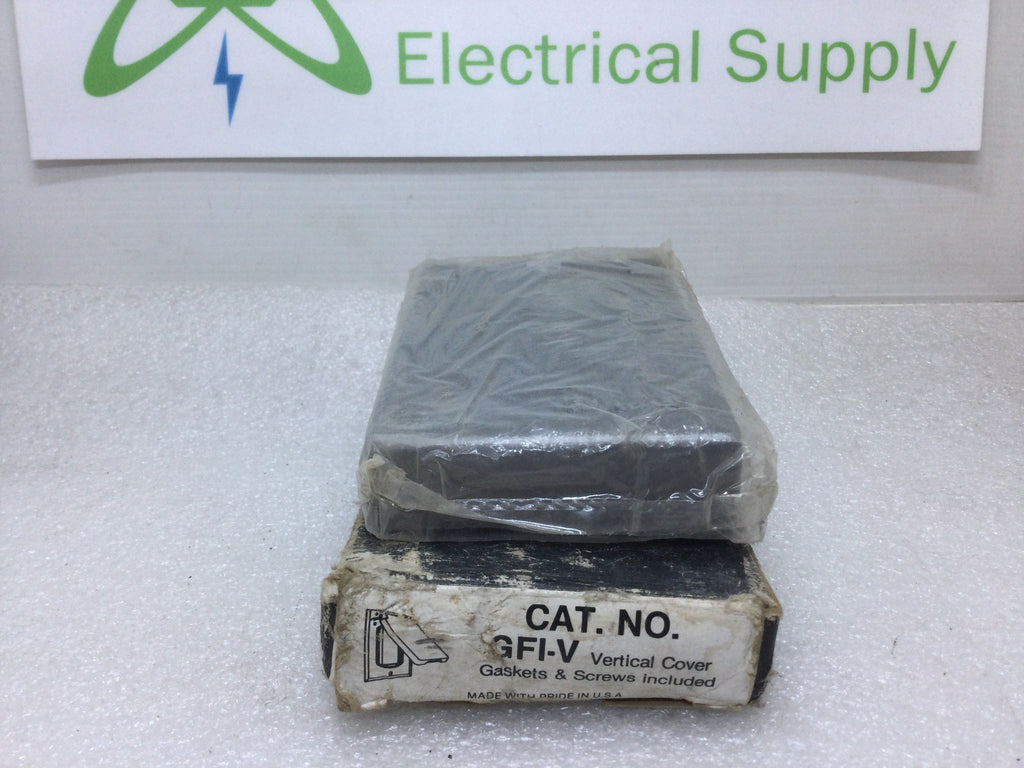 Electrical Supply
CAT. NO.
GFI-V Vertical Cover
Gaskets & Screws included
MADE WITH PRIDE IN U.S.A